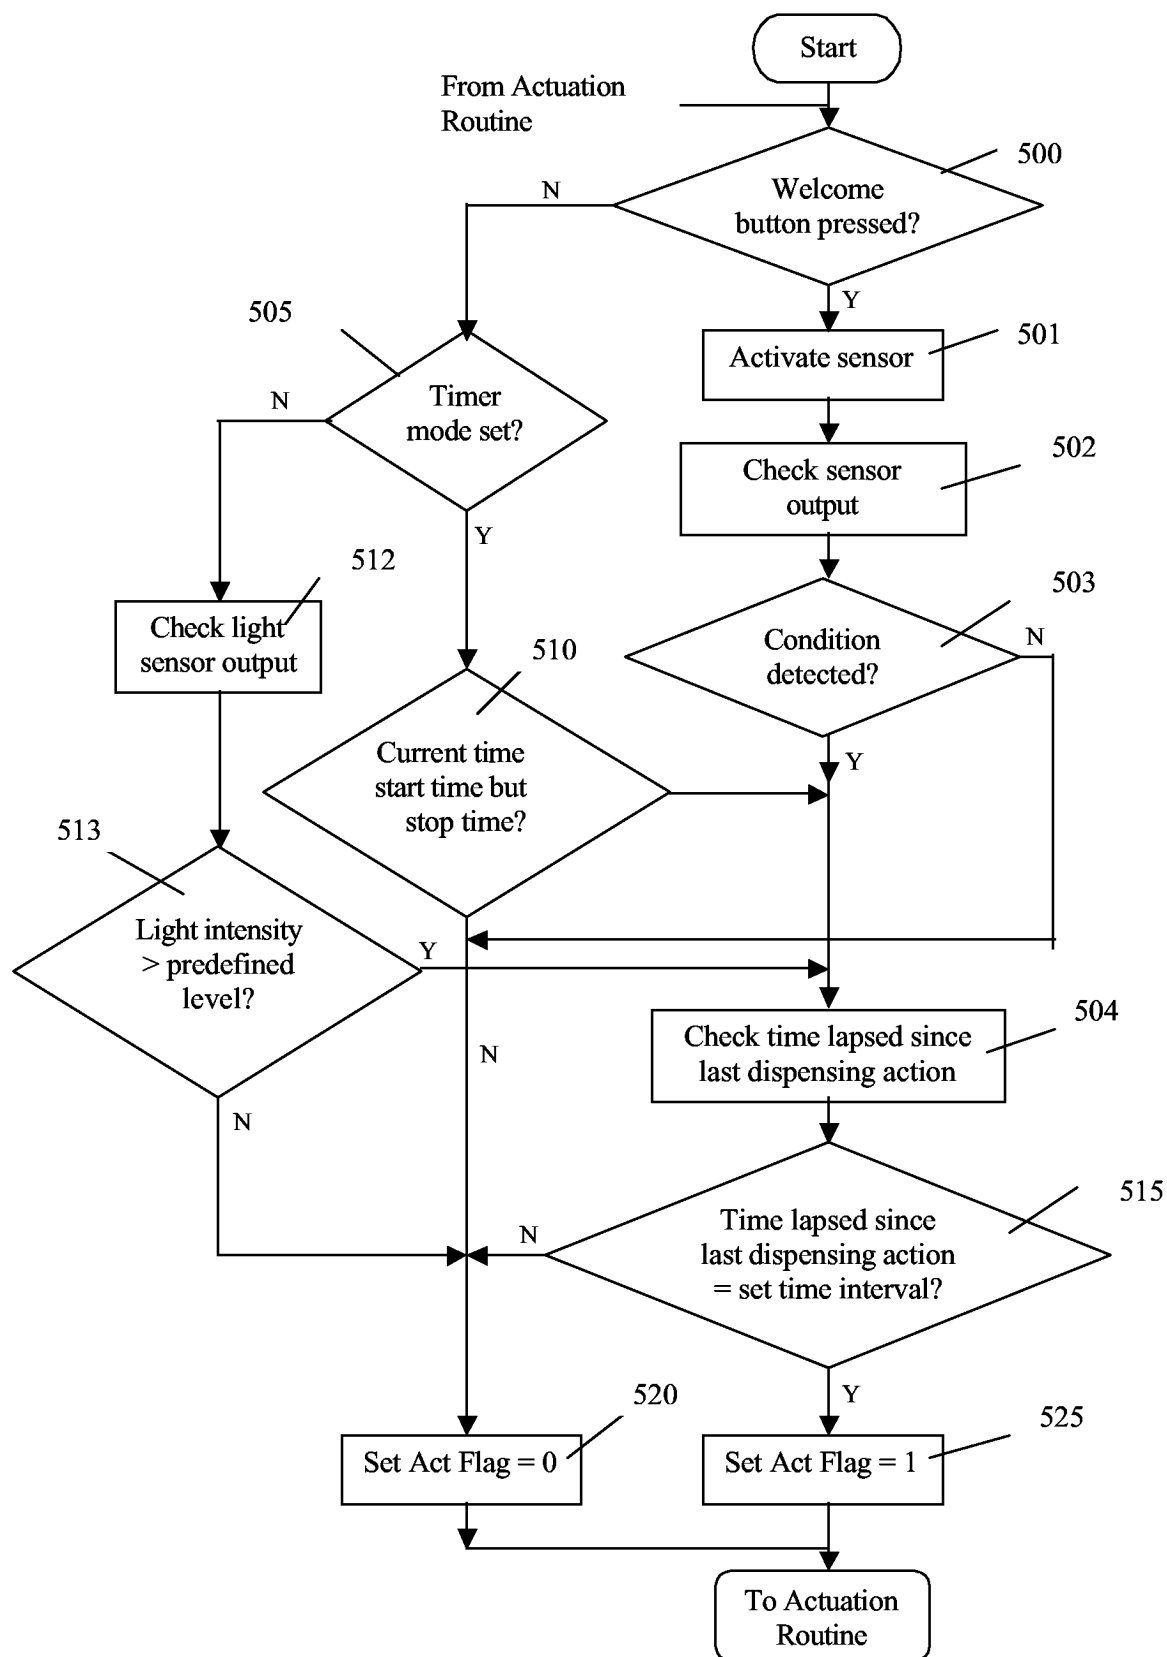 Start
From Actuation
Routine
500
Welcome
button pressed?
N
Y
505
501
Activate sensor
Timer
mode set?
N
Y
502
Check sensor
output
512
Check light
sensor output
503
Condition
detected?
N
Y
510
Current time
start time but
stop time?
513
Light intensity
> predefined
level?
Y
N
N
504
Check time lapsed since
last dispensing action
515
Time lapsed since
last dispensing action
= set time interval?
N
Y
520
Set Act Flag = 0
525
Set Act Flag = 1
To Actuation
Routine